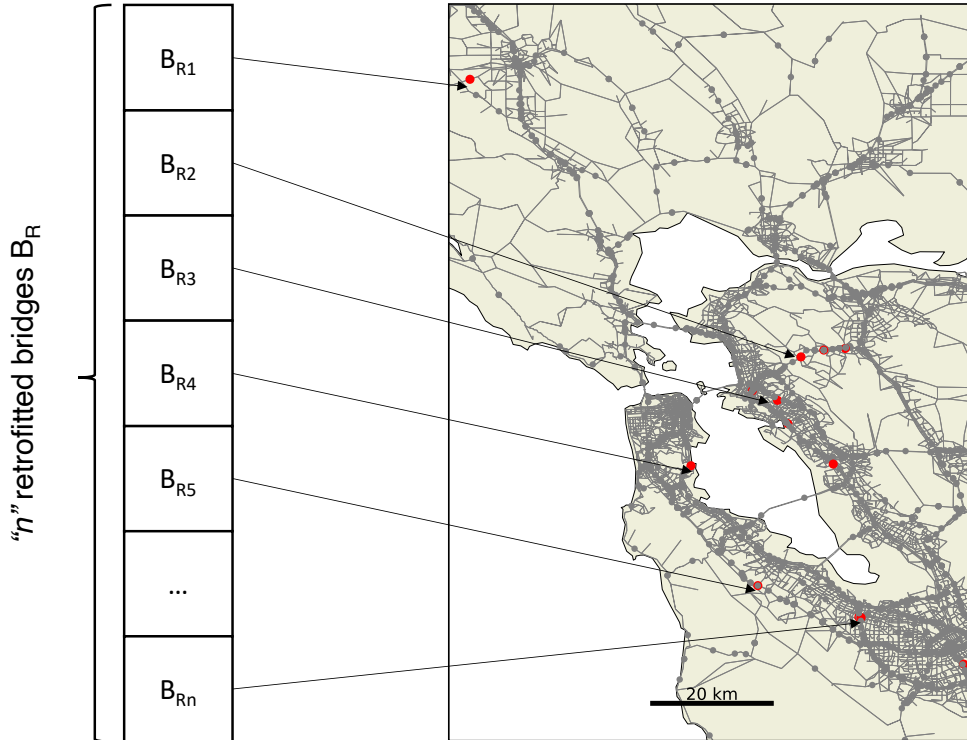 “n” retrofitted bridges BR
BR1
BR2
BR3
BR4
BR5
...
BRn
20 km